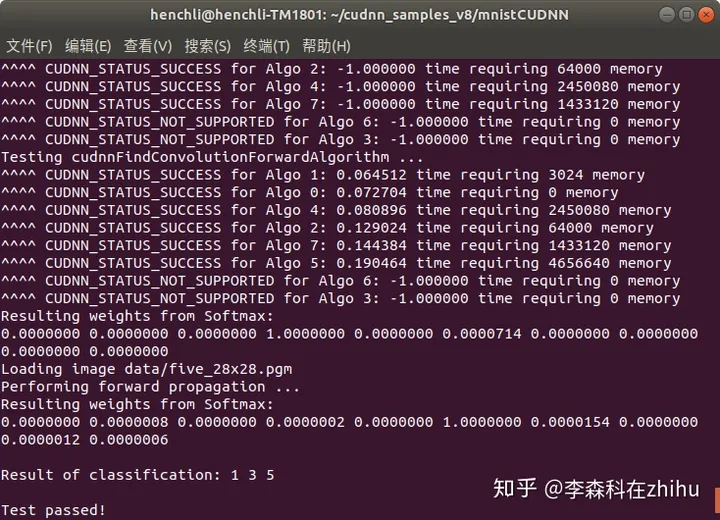 henchli@henchli-TM1801: ~/cudnn_samples_v8/mnistCUDNN
文件(F) 编辑(E) 查看(V) 搜索(S) 终端(T) 帮助(H)
^^^^ CUDNN_STATUS_SUCCESS for Algo 2: -1.000000 time requiring 64000 memory
^^^^ CUDNN_STATUS_SUCCESS for Algo 4: -1.000000 time requiring 2450080 memory
^^^^ CUDNN_STATUS_SUCCESS for Algo 7: -1.000000 time requiring 1433120 memory
^^^^ CUDNN_STATUS_NOT_SUPPORTED for Algo 6: -1.000000 time requiring 0 memory
^^^^ CUDNN_STATUS_NOT_SUPPORTED for Algo 3: -1.000000 time requiring 0 memory
Testing cudnnFindConvolutionForwardAlgorithm ...
^^^^ CUDNN_STATUS_SUCCESS for Algo 1: 0.064512 time requiring 3024 memory
^^^^ CUDNN_STATUS_SUCCESS for Algo 0: 0.072704 time requiring 0 memory
^^^^ CUDNN_STATUS_SUCCESS for Algo 4: 0.080896 time requiring 2450080 memory
^^^^ CUDNN_STATUS_SUCCESS for Algo 2: 0.129024 time requiring 64000 memory
^^^^ CUDNN_STATUS_SUCCESS for Algo 7: 0.144384 time requiring 1433120 memory
^^^^ CUDNN_STATUS_SUCCESS for Algo 5: 0.190464 time requiring 4656640 memory
^^^^ CUDNN_STATUS_NOT_SUPPORTED for Algo 6: -1.000000 time requiring 0 memory
^^^^ CUDNN_STATUS_NOT_SUPPORTED for Algo 3: -1.000000 time requiring 0 memory
Resulting weights from Softmax:
0.0000000 0.0000000 0.0000000 1.0000000 0.0000000 0.0000714 0.0000000 0.0000000
0.0000000 0.0000000
Loading image data/five_28x28.pgm
Performing forward propagation ...
Resulting weights from Softmax:
0.0000000 0.0000008 0.0000000 0.0000002 0.0000000 1.0000000 0.0000154 0.0000000
0.0000012 0.0000006
Result of classification: 1 3 5
知乎 @李森科在zhihu
Test passed!